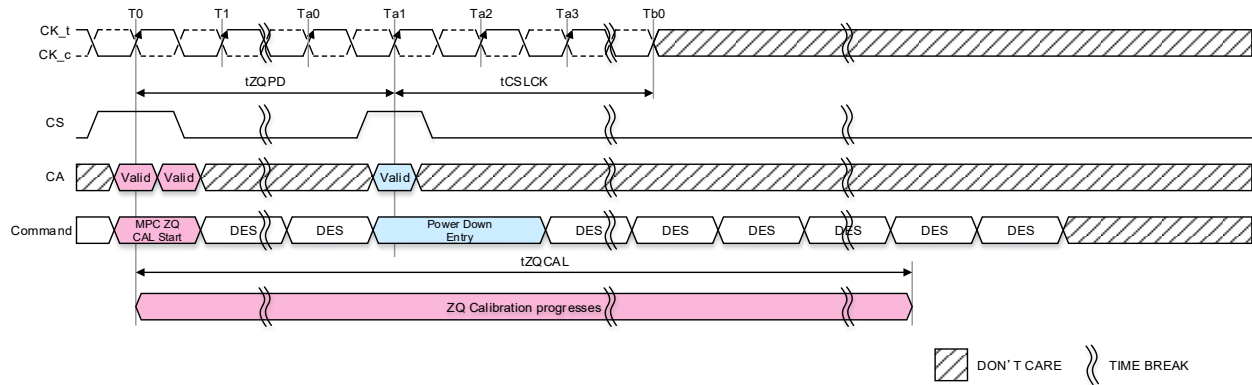 T0 T1 Ta0 Ta1 Ta2 Ta3 Tb0
CK_t
CK_c
tZQPD tCSLCK
CS
CA Valid Valid Valid
Command MPC ZQ CAL Start DES DES Power Down Entry DES DES DES DES DES DES
tZQCAL
ZQ Calibration progresses
DON'T CARE TIME BREAK